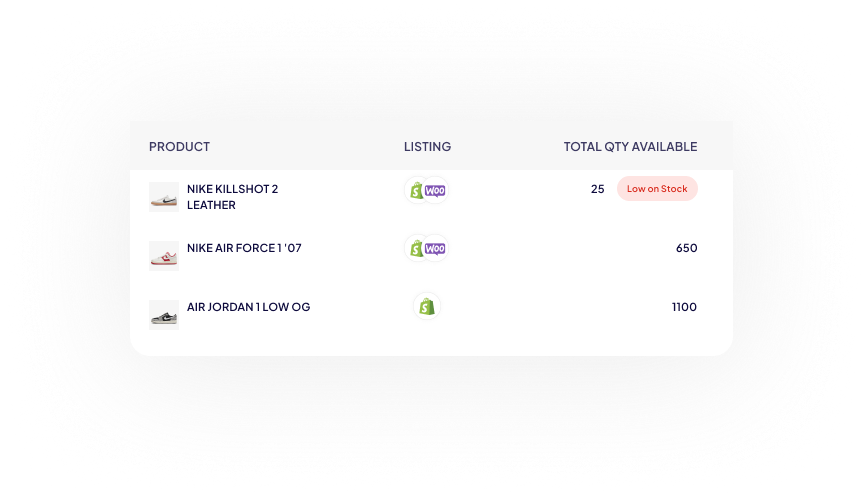 PRODUCT LISTING TOTAL QTY AVAILABLE
NIKE KILLSHOT 2 Woo 25 Low on Stock
LEATHER
NIKE AIR FORCE 1 '07 Woo 650
AIR JORDAN 1 LOW OG 1100